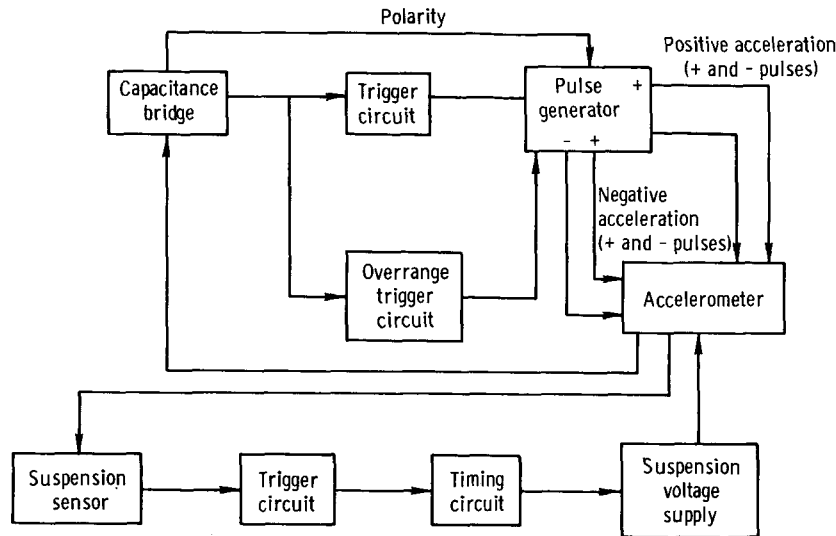 Polarity
Positive acceleration
(+ and - pulses)
Capacitance
bridge
Trigger
circuit
Pulse +
generator
- +
Negative
acceleration
(+ and - pulses)
Overrange
trigger
circuit
Accelerometer
Suspension
sensor
Trigger
circuit
Timing
circuit
Suspension
voltage
supply